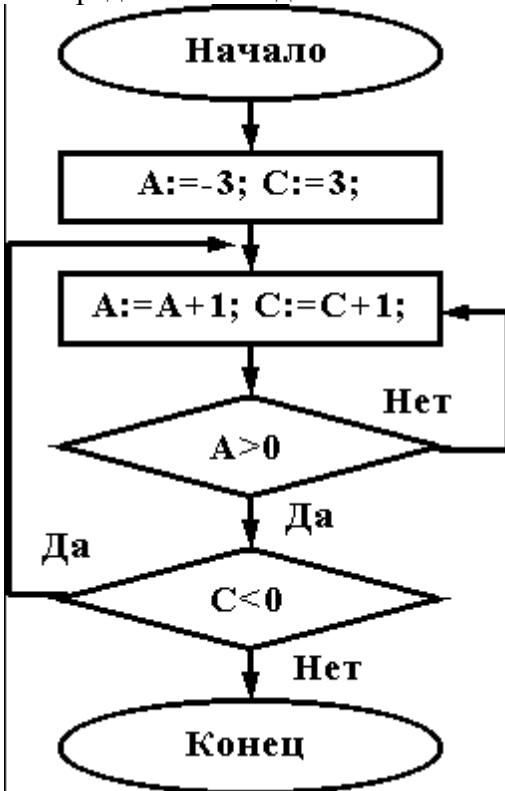 Начало
A:=-3; C:=3;
A:=A+1; C:=C+1;
Нет
A>0
Да
Да
C<0
Нет
Конец